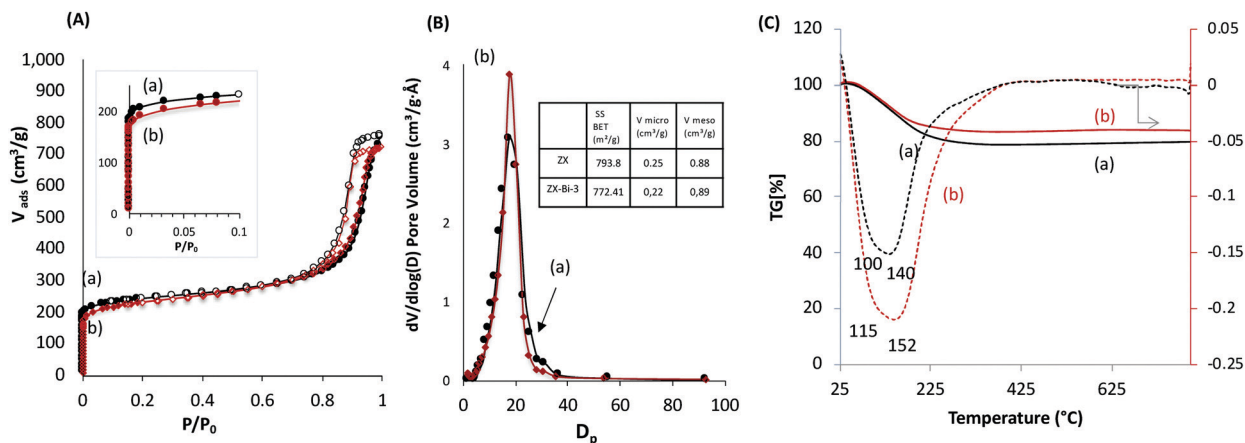 (A)
1,000
900
800
700
600
500
400
300
200
100
0
V ads (cm³/g)
200
100
0
(a)
(b)
0
0.05
0.1
P/P₀
(a)
(b)
0
0.2
0.4
0.6
0.8
1
P/P₀
(B)
(b)
4
3
2
1
0
dV/dlog(D) Pore Volume (cm³/g·Å)
SS BET (m²/g)
V micro (cm³/g)
V meso (cm³/g)
ZX 793.8 0.25 0.88
ZX-Bi-3 772.41 0,22 0,89
(a)
0
20
40
60
80
100
Dp
(C)
120
100
80
60
40
20
0
TG[%]
0.05
0
-0.05
-0.1
-0.15
-0.2
-0.25
(b)
(a)
(a)
(b)
100
140
115
152
25
225
425
625
Temperature (°C)